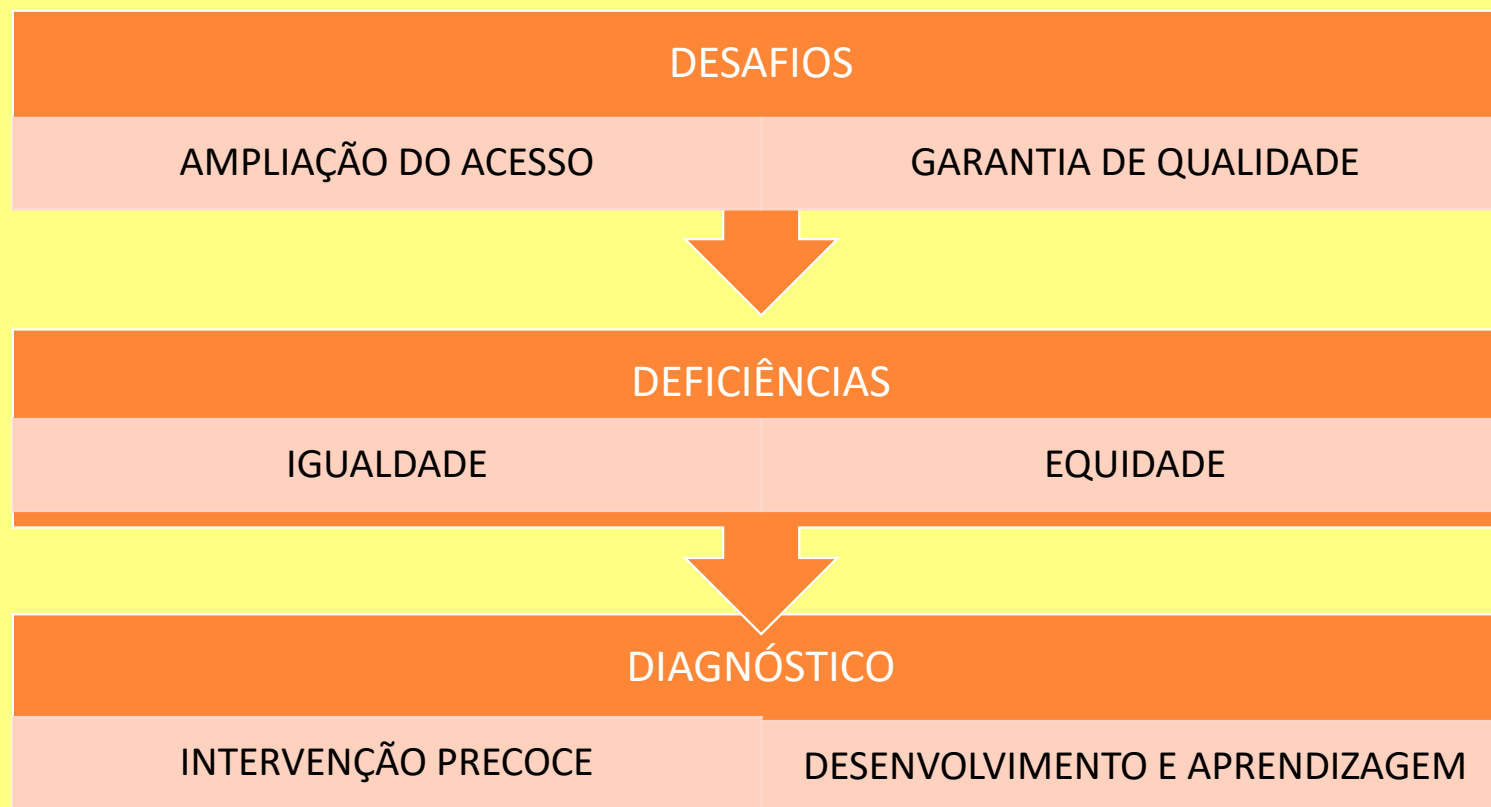 DESAFIOS
AMPLIAÇÃO DO ACESSO
GARANTIA DE QUALIDADE
DEFICIÊNCIAS
IGUALDADE
EQUIDADE
DIAGNÓSTICO
INTERVENÇÃO PRECOCE
DESENVOLVIMENTO E APRENDIZAGEM